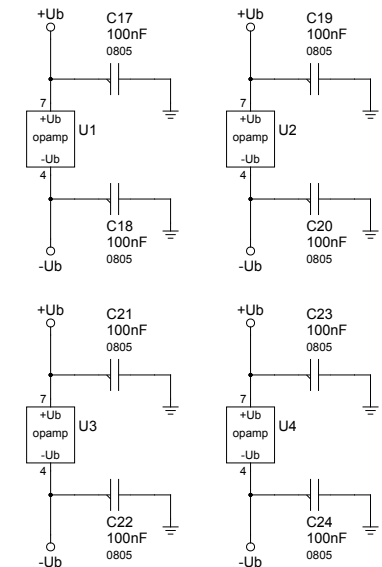 +Ub
C17
100nF
0805
7
+Ub
opamp
-Ub
4
U1
C18
100nF
0805
-Ub
+Ub
C19
100nF
0805
7
+Ub
opamp
-Ub
4
U2
C20
100nF
0805
-Ub
+Ub
C21
100nF
0805
7
+Ub
opamp
-Ub
4
U3
C22
100nF
0805
-Ub
+Ub
C23
100nF
0805
7
+Ub
opamp
-Ub
4
U4
C24
100nF
0805
-Ub